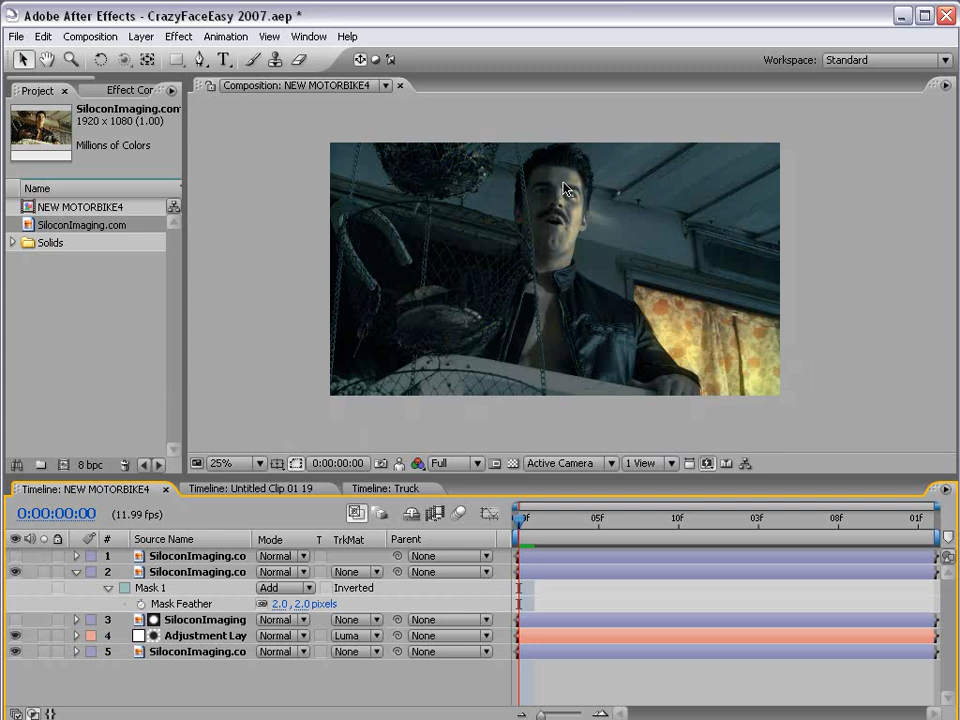 Adobe After Effects - CrazyFaceEasy 2007.aep *
File Edit Composition Layer Effect Animation View Window Help
Workspace: Standard
Project Effect Cor
Composition: NEW MOTORBIKE4
SiloconImaging.com
1920 x 1080 (1.00)
Millions of Colors
Name
NEW MOTORBIKE4
SiloconImaging.com
Solids
8 bpc
25% 0:00:00:00 Full Active Camera 1 View
Timeline: NEW MOTORBIKE4 Timeline: Untitled Clip 01 19 Timeline: Truck
0:00:00:00 (11.99 fps)
0f 05f 10f 03f 08f 01f
# Source Name Mode T TrkMat Parent
1 SiloconImaging.co Normal None
2 SiloconImaging.co Normal None None
Mask 1 Add Inverted
Mask Feather 2.0, 2.0 pixels
3 SiloconImaging Normal None None
4 Adjustment Lay Normal Luma None
5 SiloconImaging.co Normal None None